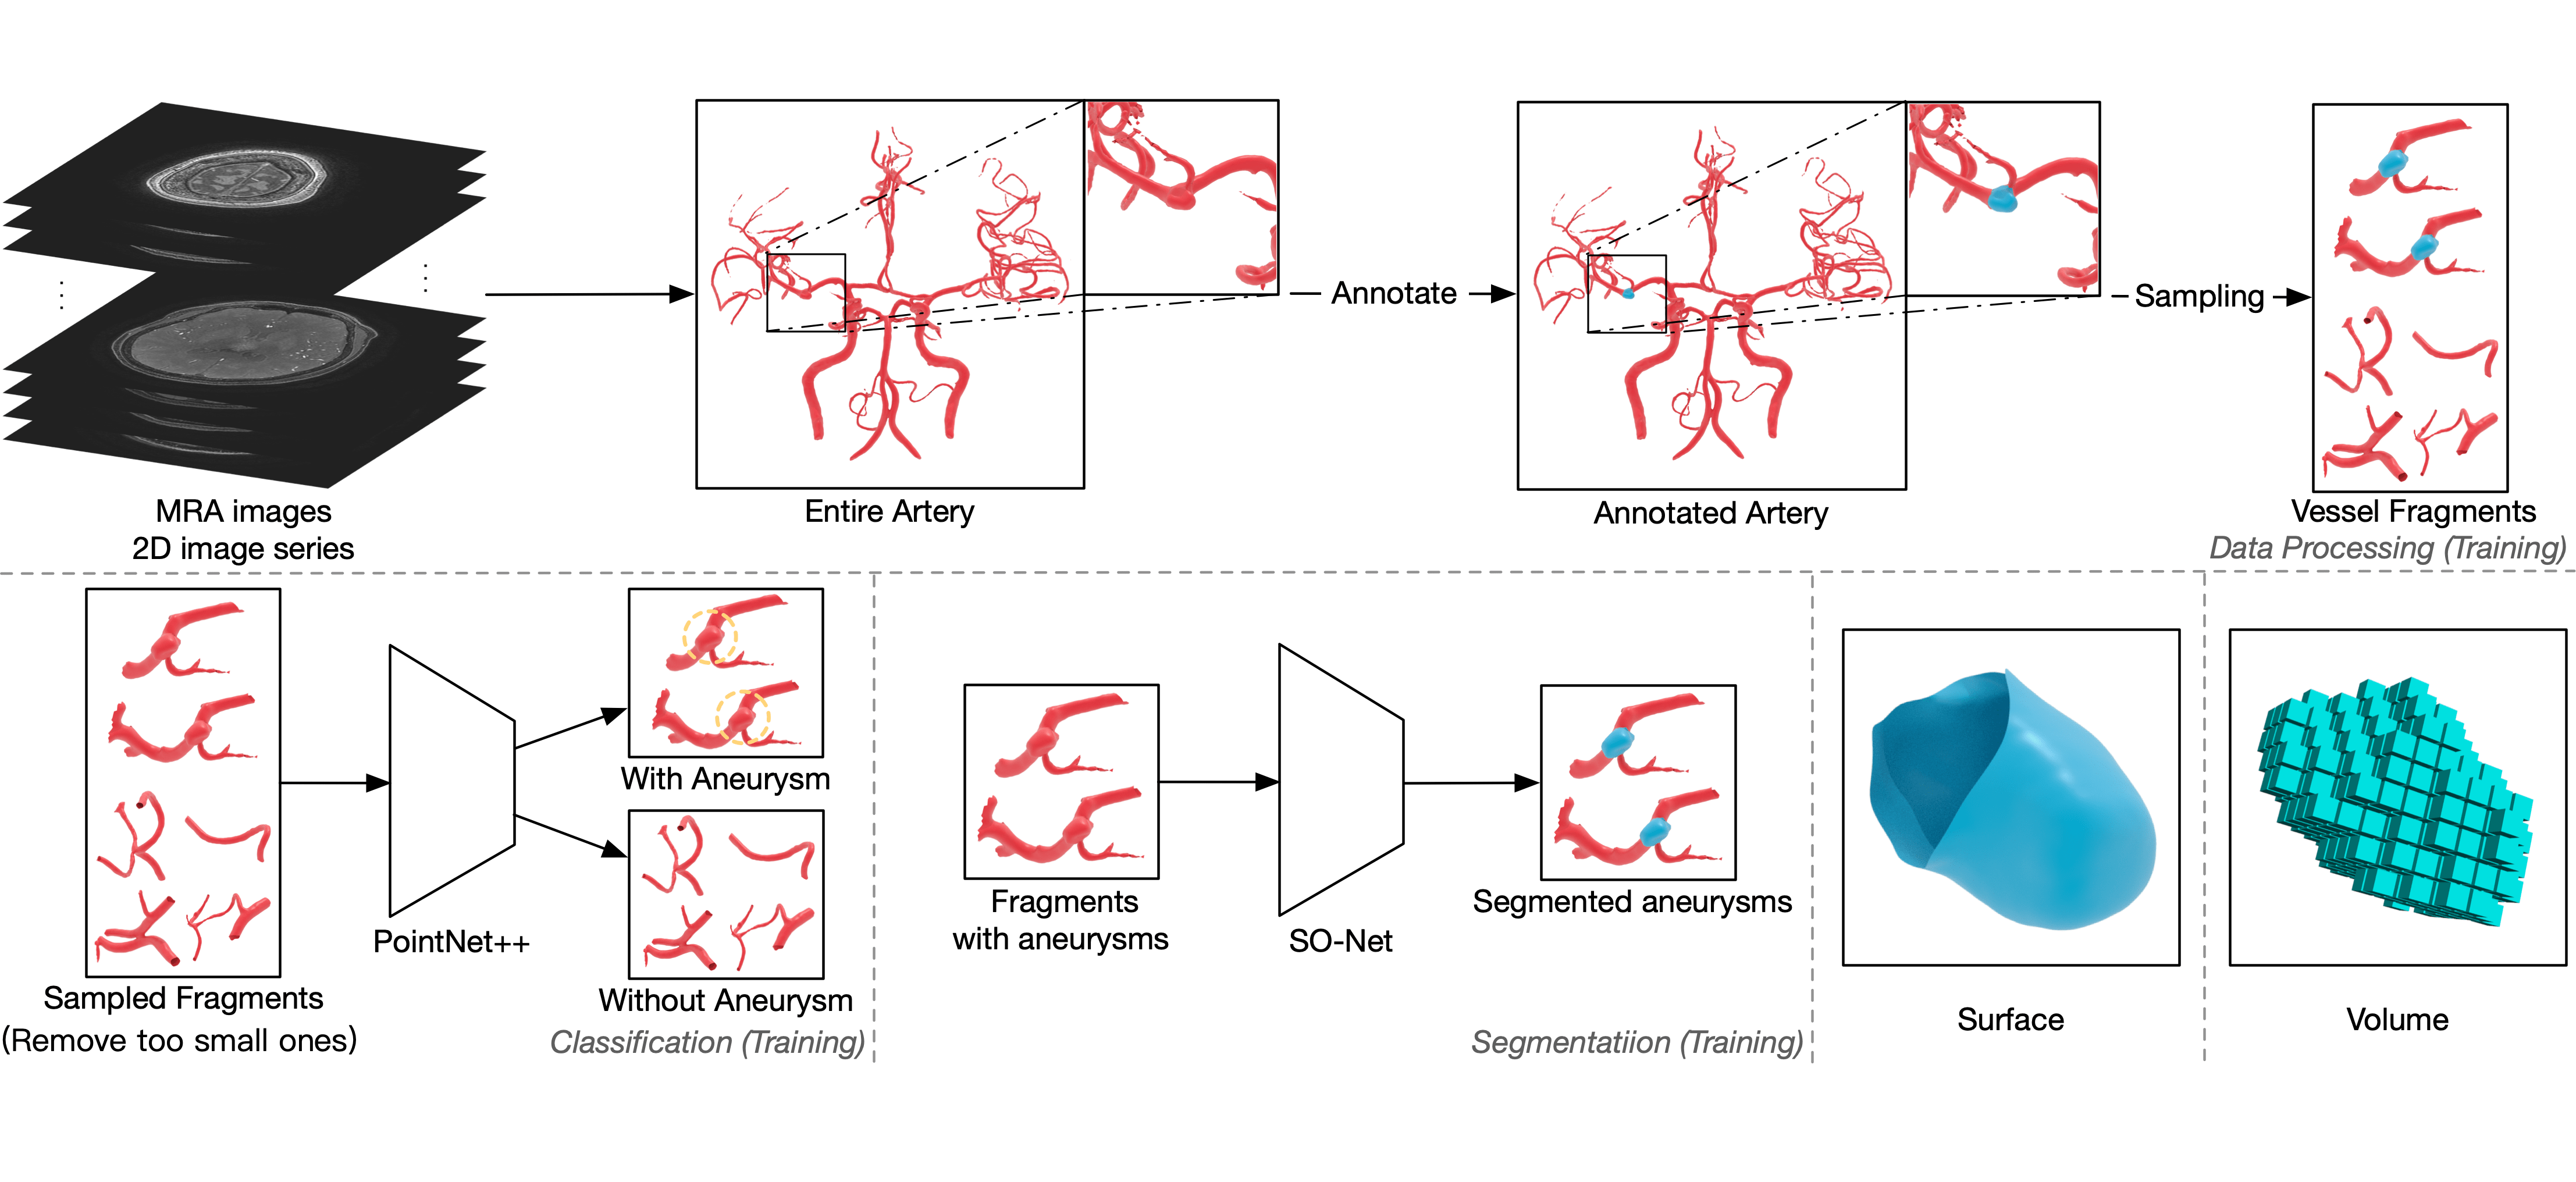 Annotate
Sampling
MRA images
2D image series
Entire Artery
Annotated Artery
Vessel Fragments
Data Processing (Training)
With Aneurysm
PointNet++
Without Aneurysm
Sampled Fragments
(Remove too small ones)
Classification (Training)
Fragments
with aneurysms
SO-Net
Segmented aneurysms
Segmentatiion (Training)
Surface
Volume